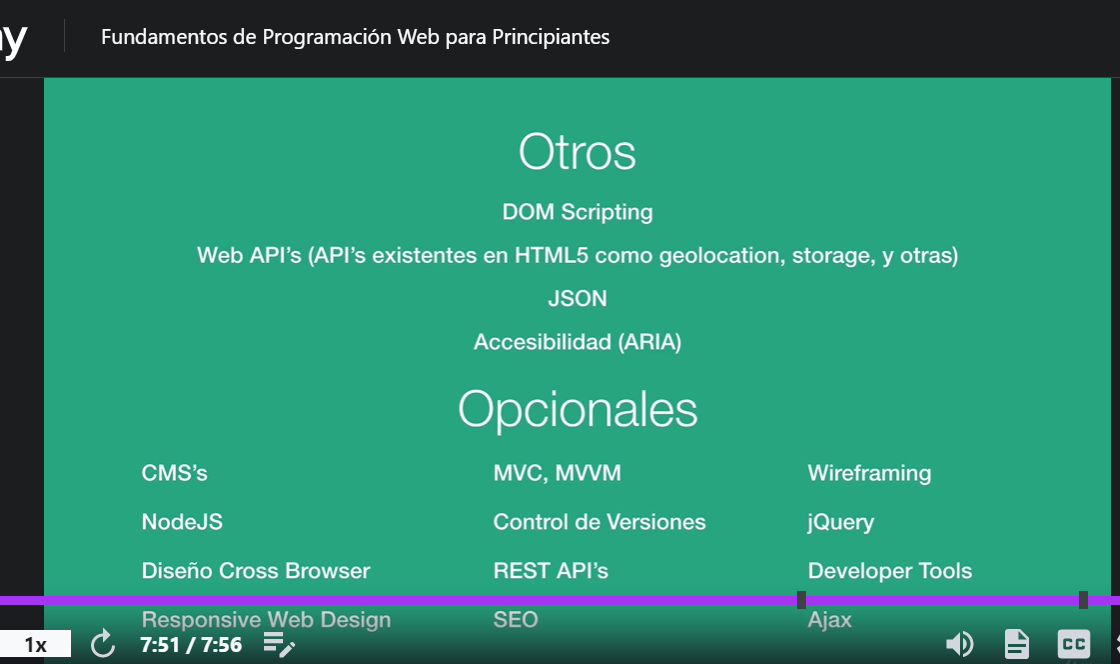 y
Fundamentos de Programación Web para Principiantes
Otros
DOM Scripting
Web API's (API's existentes en HTML5 como geolocation, storage, y otras)
JSON
Accesibilidad (ARIA)
Opcionales
CMS's MVC, MVVM Wireframing
NodeJS Control de Versiones jQuery
Diseño Cross Browser REST API's Developer Tools
Responsive Web Design SEO Ajax
1x 7:51 / 7:56 CC